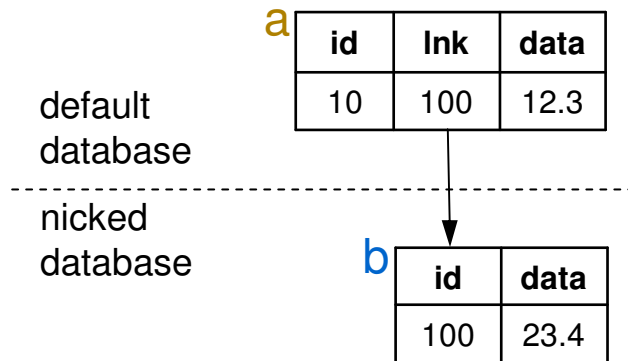 a
id lnk data
10 100 12.3
default
database
nicked
database
b
id data
100 23.4